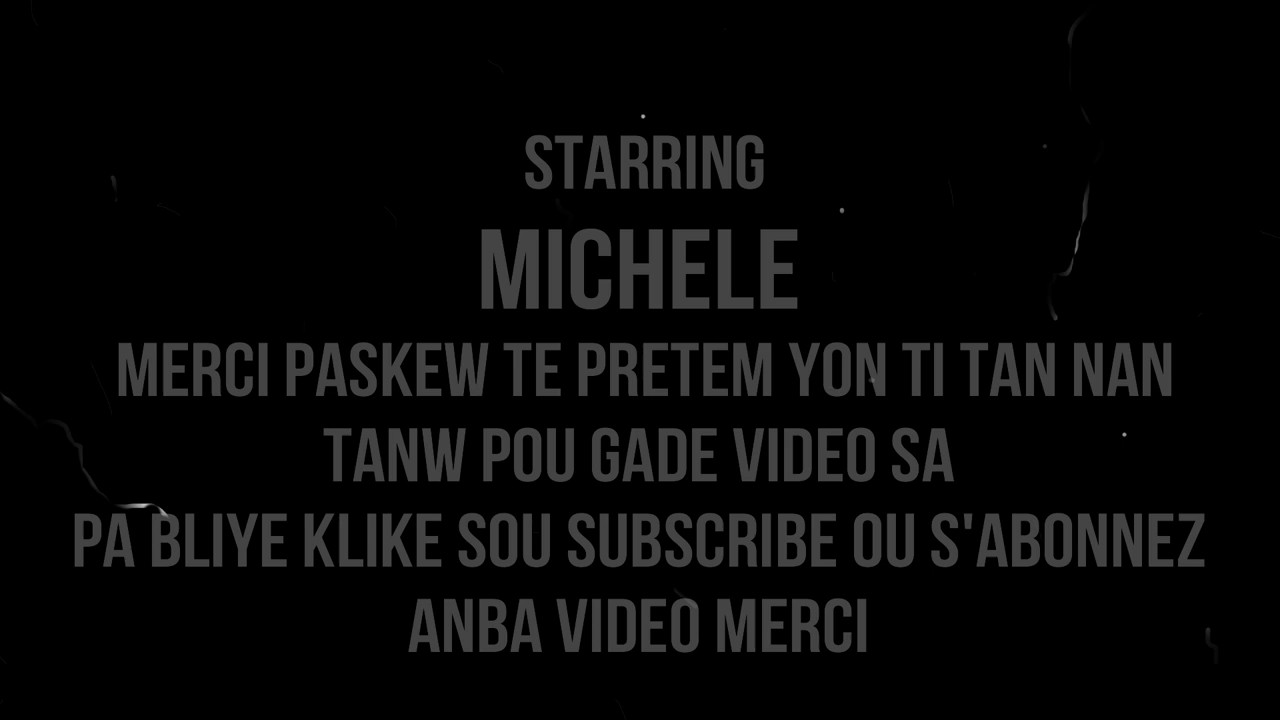 STARRING
MICHELE
MERCI PASKEW TE PRETEM YON TI TAN NAN
TANW POU GADE VIDEO SA
PA BLIYE KLIKE SOU SUBSCRIBE OU S'ABONNEZ
ANBA VIDEO MERCI